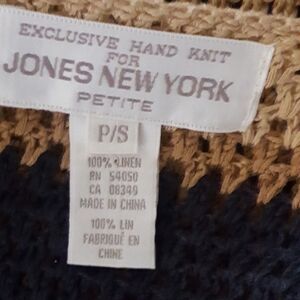 EXCLUSIVE HAND KNIT
FOR
JONES NEW YORK
PETITE
P/S
100% LINEN
RN 54050
CA 08349
MADE IN CHINA
100% LIN
FABRIQUÉ EN
CHINE